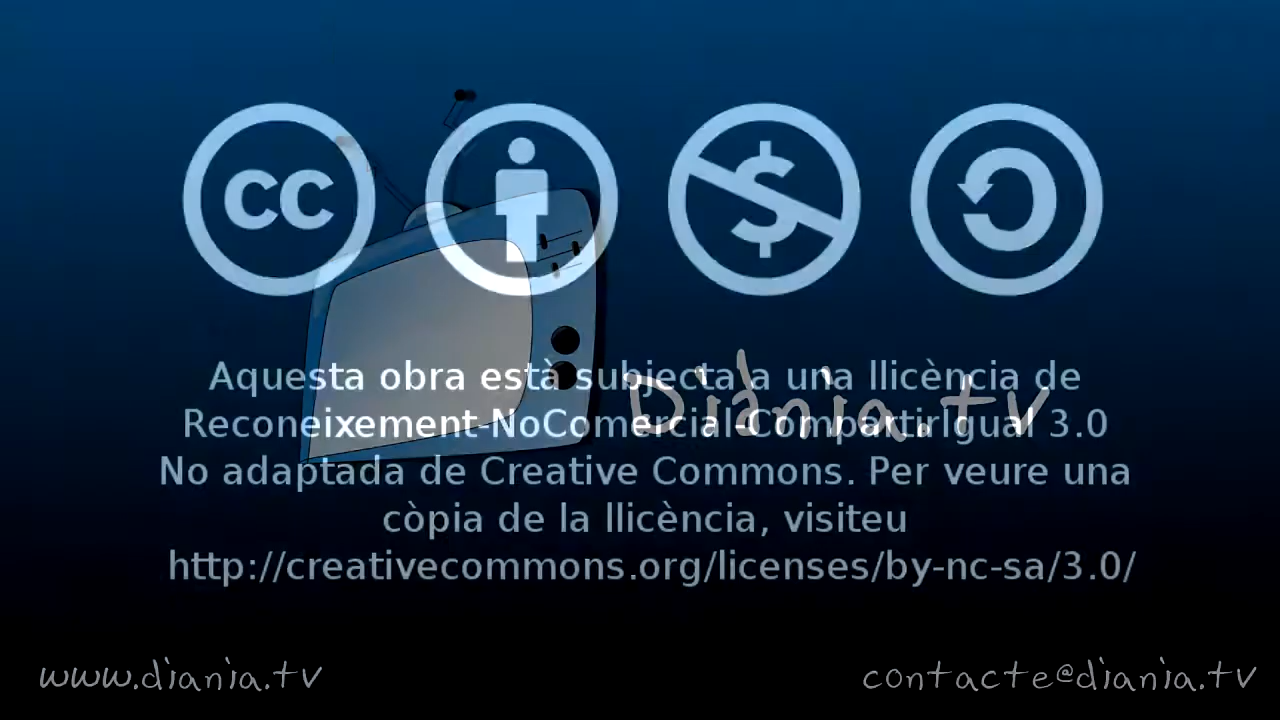 cc
Aquesta obra està subjecta a una llicència de
Reconeixement-NoComercial-CompartirIgual 3.0
Diània.tv
No adaptada de Creative Commons. Per veure una
còpia de la llicència, visiteu
http://creativecommons.org/licenses/by-nc-sa/3.0/
www.diania.tv
contacte@diania.tv